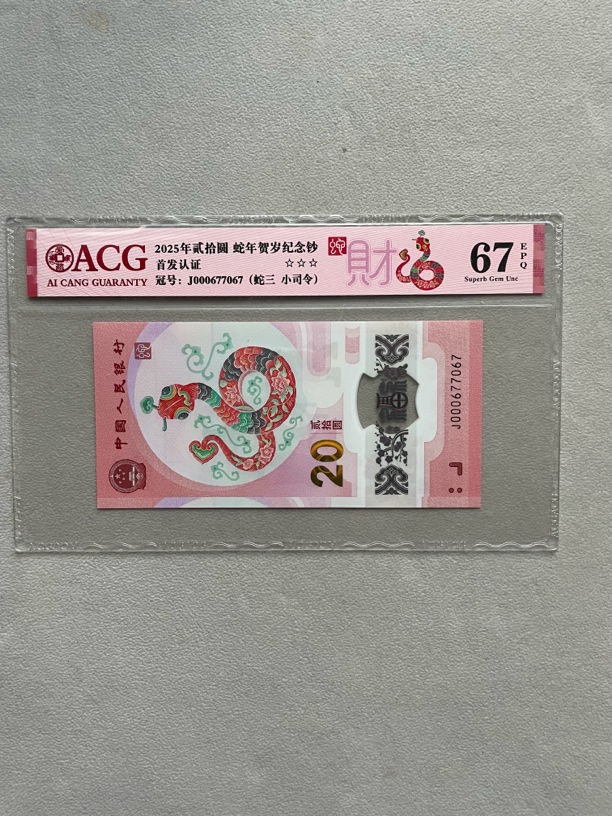 ACG
AI CANG GUARANTY
2025年贰拾圆 蛇年贺岁纪念钞
首发认证 ☆☆☆
冠号：J000677067（蛇三 小司令）
財
67
EPQ
Superb Gem Unc
中国人民银行
贰拾圆
20
J000677067